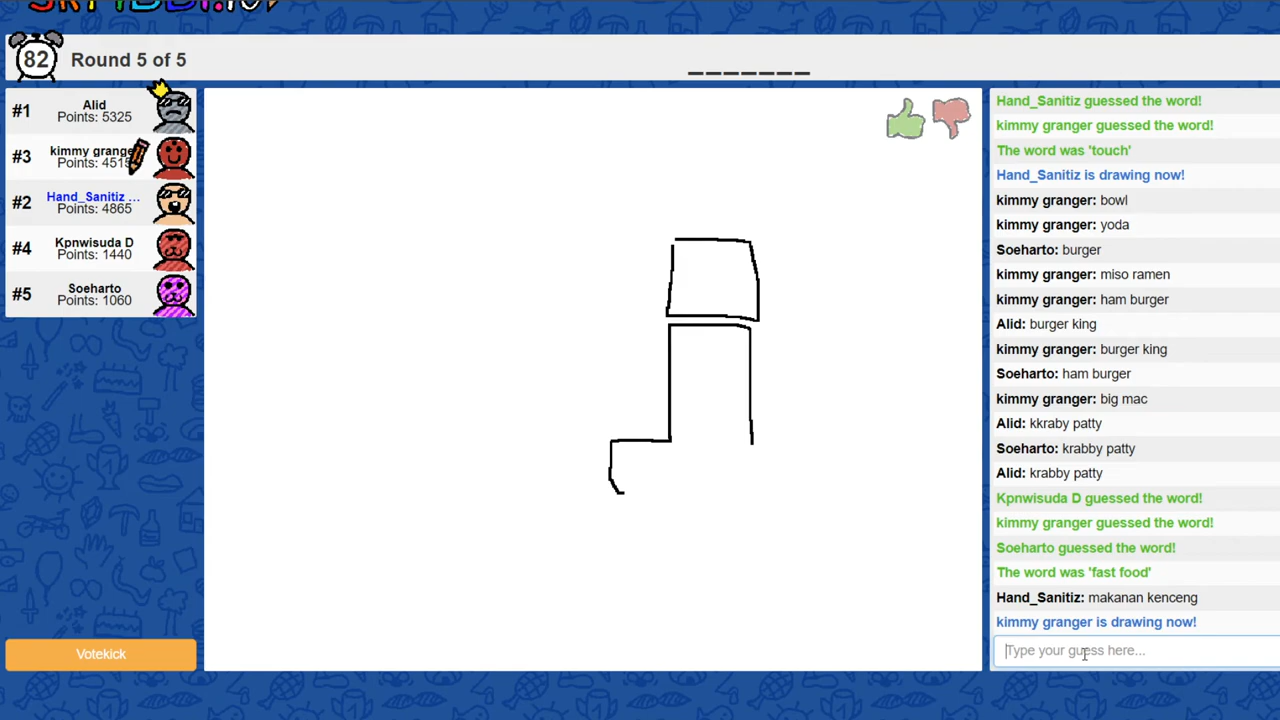 82
Round 5 of 5
_______
#1
Alid
Points: 5325
#3
kimmy grange
Points: 451
#2
Hand_Sanitiz ...
Points: 4865
#4
Kpnwisuda D
Points: 1440
#5
Soeharto
Points: 1060
Votekick
Hand_Sanitiz guessed the word!
kimmy granger guessed the word!
The word was 'touch'
Hand_Sanitiz is drawing now!
kimmy granger: bowl
kimmy granger: yoda
Soeharto: burger
kimmy granger: miso ramen
kimmy granger: ham burger
Alid: burger king
kimmy granger: burger king
Soeharto: ham burger
kimmy granger: big mac
Alid: kkraby patty
Soeharto: krabby patty
Alid: krabby patty
Kpnwisuda D guessed the word!
kimmy granger guessed the word!
Soeharto guessed the word!
The word was 'fast food'
Hand_Sanitiz: makanan kenceng
kimmy granger is drawing now!
Type your guess here...